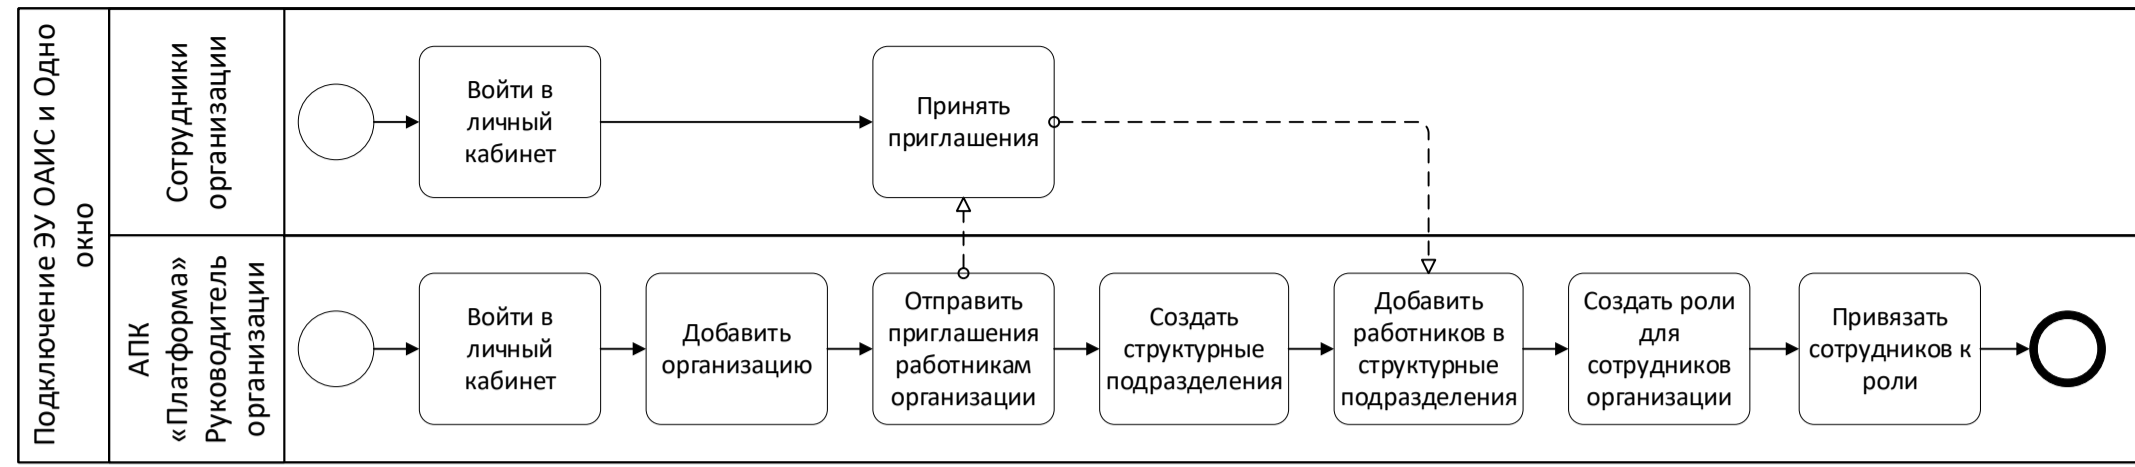 Подключение ЭУ ОАИС и Одно
окно
Сотрудники
организации
Войти в
личный
кабинет
Принять
приглашения
АПК
«Платформа»
Руководитель
организации
Войти в
личный
кабинет
Добавить
организацию
Отправить
приглашения
работникам
организации
Создать
структурные
подразделения
Добавить
работников в
структурные
подразделения
Создать роли
для
сотрудников
организации
Привязать
сотрудников к
роли